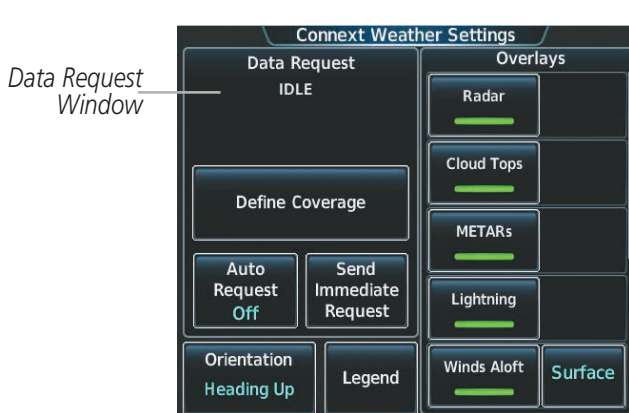 Connext Weather Settings
Data Request
Window
Data Request
IDLE
Define Coverage
Auto
Request
Off
Send
Immediate
Request
Orientation
Heading Up
Legend
Overlays
Radar
Cloud Tops
METARs
Lightning
Winds Aloft
Surface